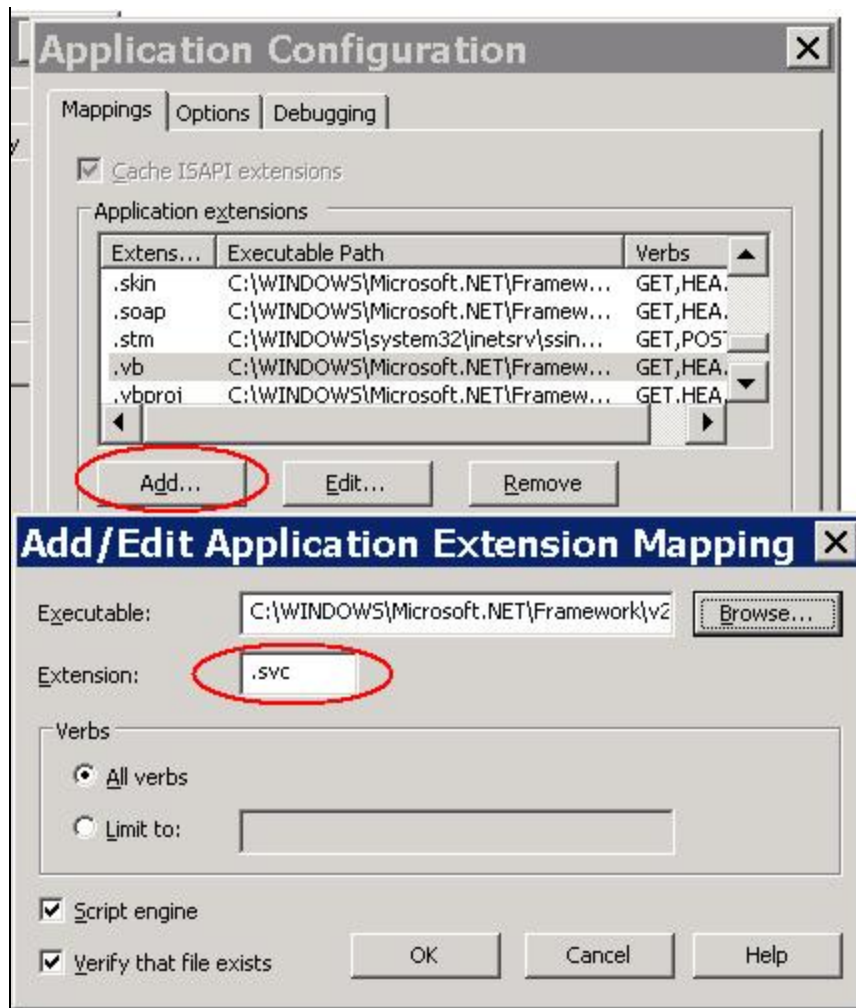 Application Configuration
Mappings Options Debugging
y
Cache ISAPI extensions
Application extensions
Extens... Executable Path Verbs
.skin C:\WINDOWS\Microsoft.NET\Framew... GET,HEA.
.soap C:\WINDOWS\Microsoft.NET\Framew... GET,HEA.
.stm C:\WINDOWS\system32\inetsrv\ssin... GET,POST
.vb C:\WINDOWS\Microsoft.NET\Framew... GET,HEA.
.vbproj C:\WINDOWS\Microsoft.NET\Framew... GET,HEA.
Add... Edit... Remove
Add/Edit Application Extension Mapping
Executable: C:\WINDOWS\Microsoft.NET\Framework\v2 Browse...
Extension: .svc
Verbs
All verbs
Limit to:
Script engine
Verify that file exists OK Cancel Help